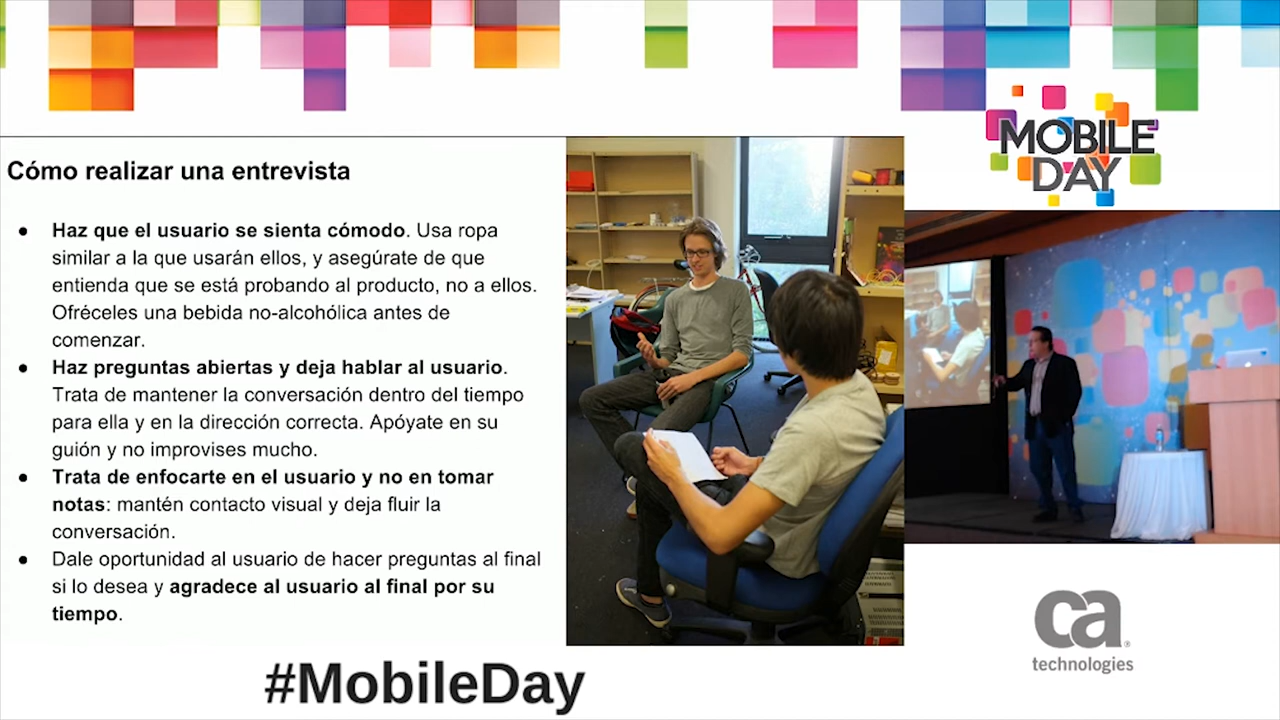 MOBILE
DAY
Cómo realizar una entrevista
● Haz que el usuario se sienta cómodo. Usa ropa
similar a la que usarán ellos, y asegúrate de que
entienda que se está probando al producto, no a ellos.
Ofréceles una bebida no-alcohólica antes de
comenzar.
● Haz preguntas abiertas y deja hablar al usuario.
Trata de mantener la conversación dentro del tiempo
para ella y en la dirección correcta. Apóyate en su
guión y no improvises mucho.
● Trata de enfocarte en el usuario y no en tomar
notas: mantén contacto visual y deja fluir la
conversación.
● Dale oportunidad al usuario de hacer preguntas al final
si lo desea y agradece al usuario al final por su
tiempo.
ca
technologies
#MobileDay